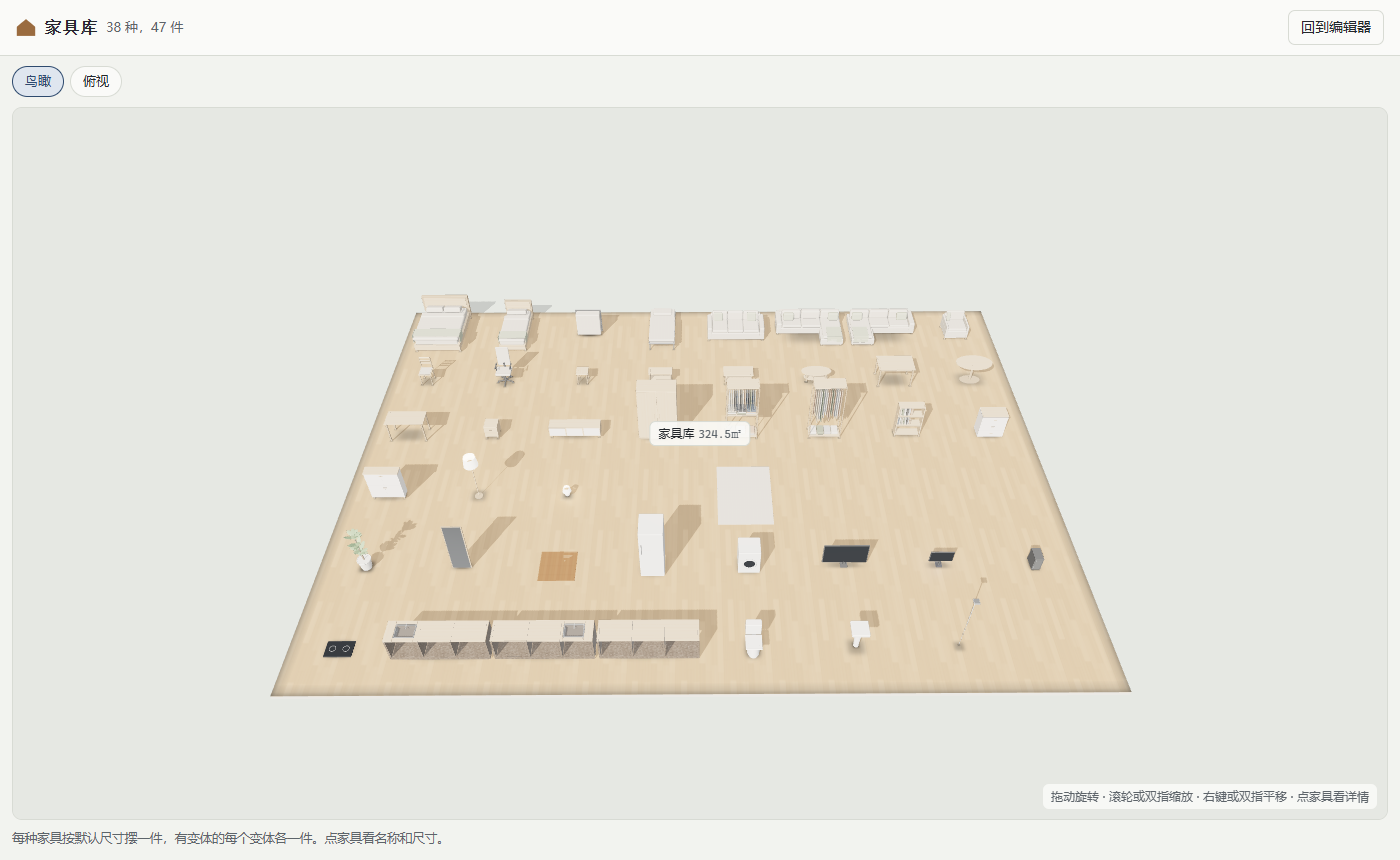 家具库 38 种，47 件
回到编辑器
鸟瞰 俯视
家具库 324.5㎡
拖动旋转 · 滚轮或双指缩放 · 右键或双指平移 · 点家具看详情
每种家具按默认尺寸摆一件，有变体的每个变体各一件。点家具看名称和尺寸。